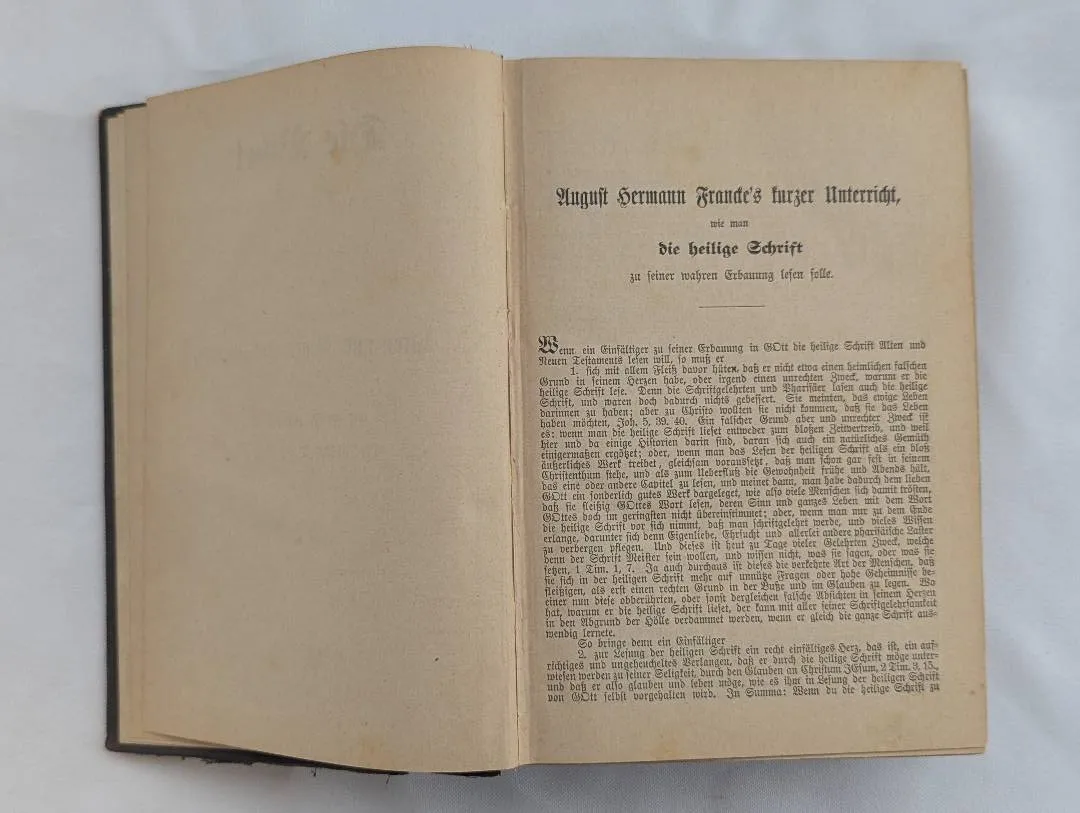 August Hermann Francke's kurzer Unterricht,
wie man
die heilige Schrift
zu seiner wahren Erbauung lesen solle.
Wenn ein Einfältiger zu seiner Erbauung in GOtt die heilige Schrift Alten und
Neuen Testaments lesen will, so muß er
1. sich mit allem Fleiß davor hüten, daß er nicht etwa einen heimlichen falschen
Grund in seinem Herzen habe, oder irgend einen unrechten Zweck, warum er die
heilige Schrift lese. Denn die Schriftgelehrten und Pharisäer lasen auch die heilige
Schrift, und waren doch dadurch nichts gebessert. Sie meinten, das ewige Leben
darinnen zu haben; aber zu Christo wollten sie nicht kommen, daß sie das Leben
haben möchten, Joh. 5, 39. 40. Ein falscher Grund aber und unrechter Zweck ist
es: wenn man die heilige Schrift lieset entweder zum bloßen Zeitvertreib, und weil
hier und da einige Historien darin sind, daran sich auch ein natürliches Gemüth
einigermaßen ergötzet; oder, wenn man das Lesen der heiligen Schrift als ein bloß
äußerliches Werk treibet, gleichsam voraussetzt, daß man schon gar fest in seinem
Christenthum stehe, und als zum Ueberfluß die Gewohnheit frühe und Abends hält,
das eine oder andere Capitel zu lesen, und meinet dann, man habe dadurch dem lieben
GOtt ein sonderlich gutes Werk dargeleget, wie also viele Menschen sich damit trösten,
daß sie fleißig GOttes Wort lesen, deren Sinn und ganzes Leben mit dem Wort
GOttes doch im geringsten nicht übereinstimmet; oder, wenn man nur zu dem Ende
die heilige Schrift vor sich nimmt, daß man schriftgelehrt werde, und vieles Wissen
erlange, darunter sich denn Eigenliebe, Ehrsucht und allerlei andere pharisäische Laster
zu verbergen pflegen. Und dieses ist heut zu Tage vieler Gelehrten Zweck, welche
denn der Schrift Meister sein wollen, und wissen nicht, was sie sagen, oder was sie
setzen, 1 Tim. 1, 7. Ja auch durchaus ist dieses die verkehrte Art der Menschen, daß
sie sich in der heiligen Schrift mehr auf unnütze Fragen oder hohe Geheimnisse be-
fleißigen, als erst einen rechten Grund in der Buße und im Glauben zu legen. Wo
einer nun diese obberührten, oder sonst dergleichen falsche Absichten in seinem Herzen
hat, warum er die heilige Schrift lieset, der kann mit aller seiner Schriftgelehrsamkeit
in den Abgrund der Hölle verdammet werden, wenn er gleich die ganze Schrift aus-
wendig lernete.
So bringe denn ein Einfältiger
2. zur Lesung der heiligen Schrift ein recht einfältiges Herz, das ist, ein auf-
richtiges und ungeheucheltes Verlangen, daß er durch die heilige Schrift möge unter-
wiesen werden zu seiner Seligkeit, durch den Glauben an Christum JEsum, 2 Tim. 3, 15.,
und daß er also glauben und leben möge, wie es ihm in Lesung der heiligen Schrift
von GOtt selbst vorgehalten wird. In Summa: Wenn du die heilige Schrift zu